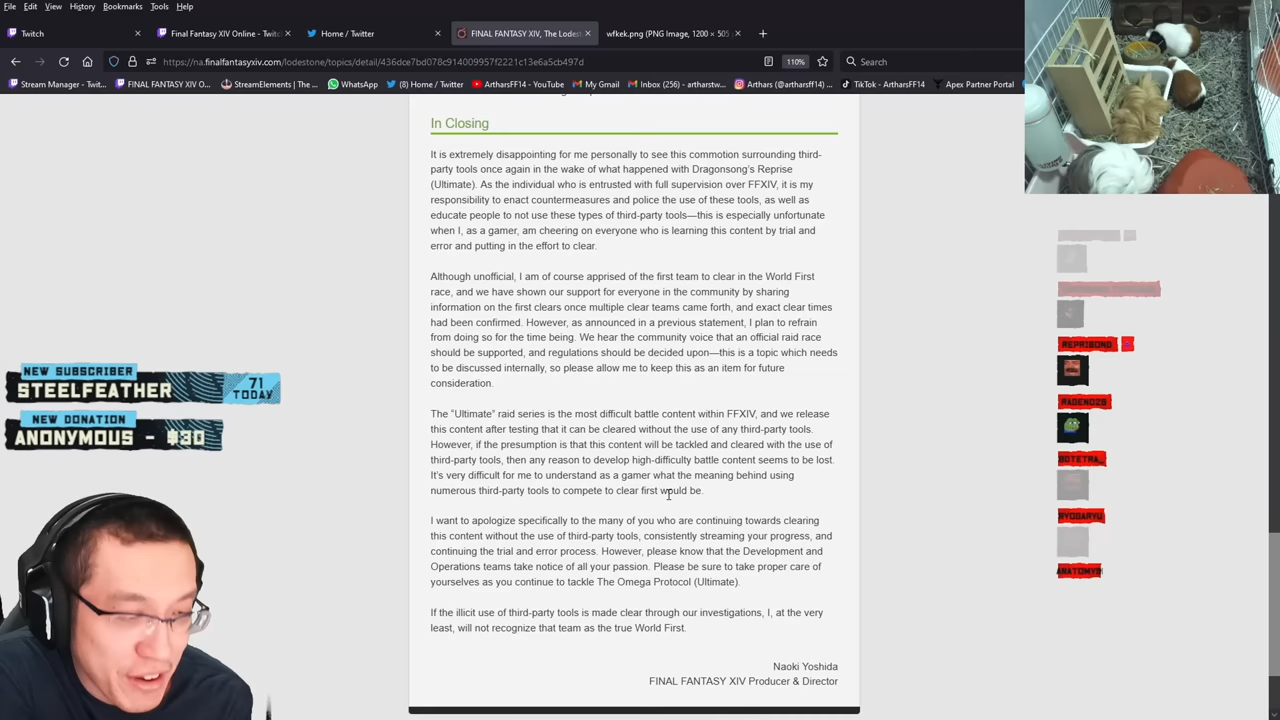 File Edit View History Bookmarks Tools Help
Twitch
Final Fantasy XIV Online - Twitc
Home / Twitter
FINAL FANTASY XIV, The Lodest
wfkek.png (PNG Image, 1200 × 505
https://na.finalfantasyxiv.com/lodestone/topics/detail/436dce7bd078c914009957f2221c13e6a5cb497d
110%
Search
Stream Manager - Twit...
FINAL FANTASY XIV O...
StreamElements | The ...
WhatsApp
(8) Home / Twitter
ArtharsFF14 - YouTube
My Gmail
Inbox (256) - artharstw...
Arthars (@artharsff14) ...
TikTok - ArtharsFF14
Apex Partner Portal
In Closing
It is extremely disappointing for me personally to see this commotion surrounding third-
party tools once again in the wake of what happened with Dragonsong's Reprise
(Ultimate). As the individual who is entrusted with full supervision over FFXIV, it is my
responsibility to enact countermeasures and police the use of these tools, as well as
educate people to not use these types of third-party tools—this is especially unfortunate
when I, as a gamer, am cheering on everyone who is learning this content by trial and
error and putting in the effort to clear.
Although unofficial, I am of course apprised of the first team to clear in the World First
race, and we have shown our support for everyone in the community by sharing
information on the first clears once multiple clear teams came forth, and exact clear times
had been confirmed. However, as announced in a previous statement, I plan to refrain
from doing so for the time being. We hear the community voice that an official raid race
should be supported, and regulations should be decided upon—this is a topic which needs
to be discussed internally, so please allow me to keep this as an item for future
consideration.
The "Ultimate" raid series is the most difficult battle content within FFXIV, and we release
this content after testing that it can be cleared without the use of any third-party tools.
However, if the presumption is that this content will be tackled and cleared with the use of
third-party tools, then any reason to develop high-difficulty battle content seems to be lost.
It's very difficult for me to understand as a gamer what the meaning behind using
numerous third-party tools to compete to clear first would be.
I want to apologize specifically to the many of you who are continuing towards clearing
this content without the use of third-party tools, consistently streaming your progress, and
continuing the trial and error process. However, please know that the Development and
Operations teams take notice of all your passion. Please be sure to take proper care of
yourselves as you continue to tackle The Omega Protocol (Ultimate).
If the illicit use of third-party tools is made clear through our investigations, I, at the very
least, will not recognize that team as the true World First.
Naoki Yoshida
FINAL FANTASY XIV Producer & Director
NEW SUBSCRIBER
STEELFEATHER
71
TODAY
NEW DONATION
ANONYMOUS - $30
REPRIBOND
RADEN029
BOTETRA_
RYOBARYU